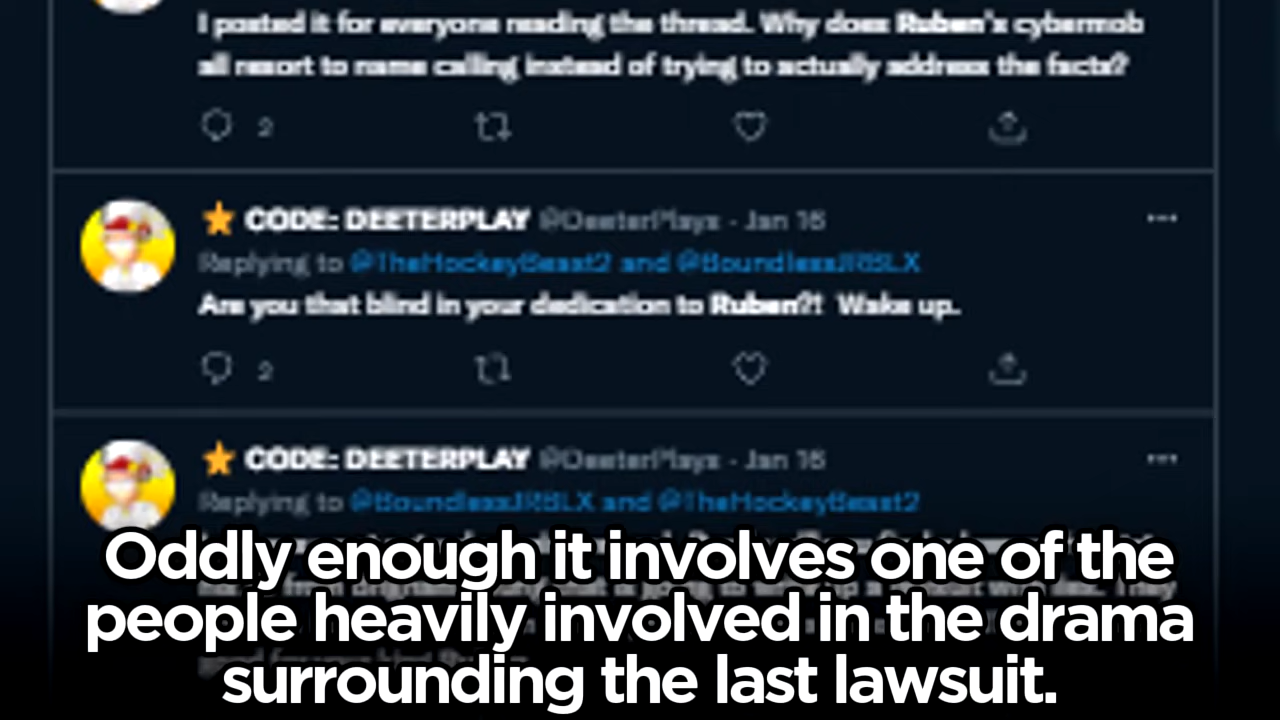 I posted it for everyone reading the thread. Why does Ruben's cybermob
all resort to name calling instead of trying to actually address the facts?
2
CODE: DEETERPLAY @DeeterPlays · Jan 16
Replying to @TheHockeyBeast2 and @BoundlessJRBLX
Are you that blind in your dedication to Ruben?! Wake up.
2
CODE: DEETERPLAY @DeeterPlays · Jan 16
Replying to @BoundlessJRBLX and @TheHockeyBeast2
Oddly enough it involves one of the
people heavily involved in the drama
surrounding the last lawsuit.